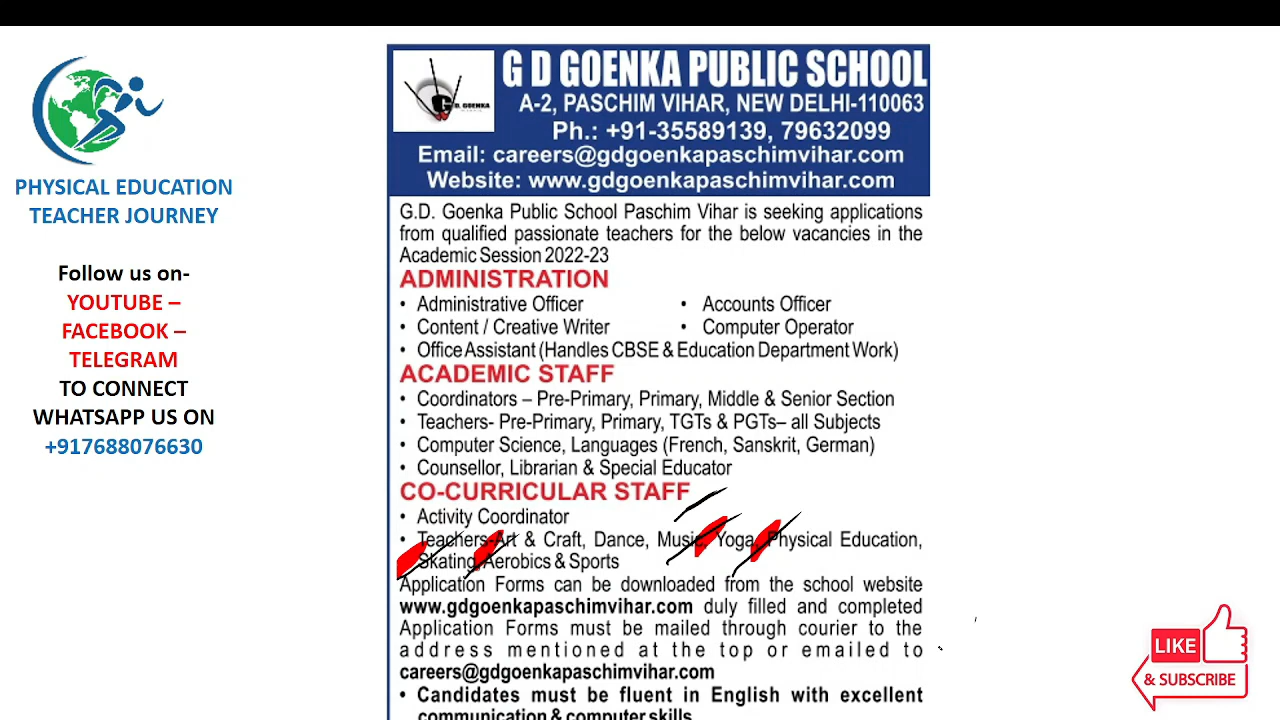 PHYSICAL EDUCATION
TEACHER JOURNEY
Follow us on-
YOUTUBE –
FACEBOOK –
TELEGRAM
TO CONNECT
WHATSAPP US ON
+917688076630
G D GOENKA PUBLIC SCHOOL
A-2, PASCHIM VIHAR, NEW DELHI-110063
Ph.: +91-35589139, 79632099
Email: careers@gdgoenkapaschimvihar.com
Website: www.gdgoenkapaschimvihar.com
G.D. Goenka Public School Paschim Vihar is seeking applications
from qualified passionate teachers for the below vacancies in the
Academic Session 2022-23
ADMINISTRATION
• Administrative Officer • Accounts Officer
• Content / Creative Writer • Computer Operator
• Office Assistant (Handles CBSE & Education Department Work)
ACADEMIC STAFF
• Coordinators – Pre-Primary, Primary, Middle & Senior Section
• Teachers- Pre-Primary, Primary, TGTs & PGTs– all Subjects
• Computer Science, Languages (French, Sanskrit, German)
• Counsellor, Librarian & Special Educator
CO-CURRICULAR STAFF
• Activity Coordinator
• Teachers-Art & Craft, Dance, Music, Yoga, Physical Education,
Skating, Aerobics & Sports
Application Forms can be downloaded from the school website
www.gdgoenkapaschimvihar.com duly filled and completed
Application Forms must be mailed through courier to the
address mentioned at the top or emailed to
careers@gdgoenkapaschimvihar.com
• Candidates must be fluent in English with excellent
communication & computer skills
LIKE
& SUBSCRIBE